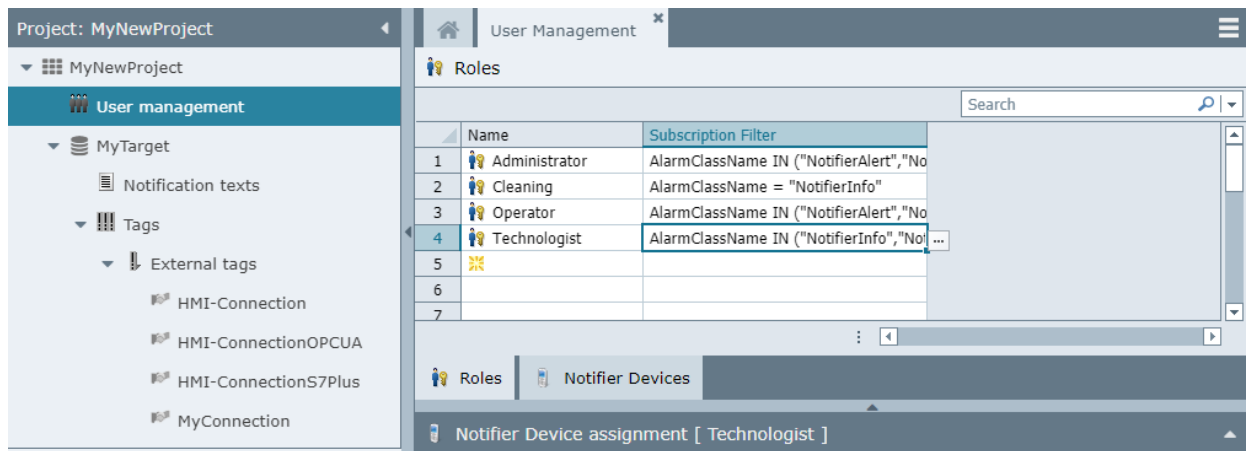 Project: MyNewProject
MyNewProject
User management
MyTarget
Notification texts
Tags
External tags
HMI-Connection
HMI-ConnectionOPCUA
HMI-ConnectionS7Plus
MyConnection
User Management
Roles
Search
Name Subscription Filter
1 Administrator AlarmClassName IN ("NotifierAlert","No
2 Cleaning AlarmClassName = "NotifierInfo"
3 Operator AlarmClassName IN ("NotifierAlert","No
4 Technologist AlarmClassName IN ("NotifierInfo","Not ...
5
6
7
Roles Notifier Devices
Notifier Device assignment [ Technologist ]